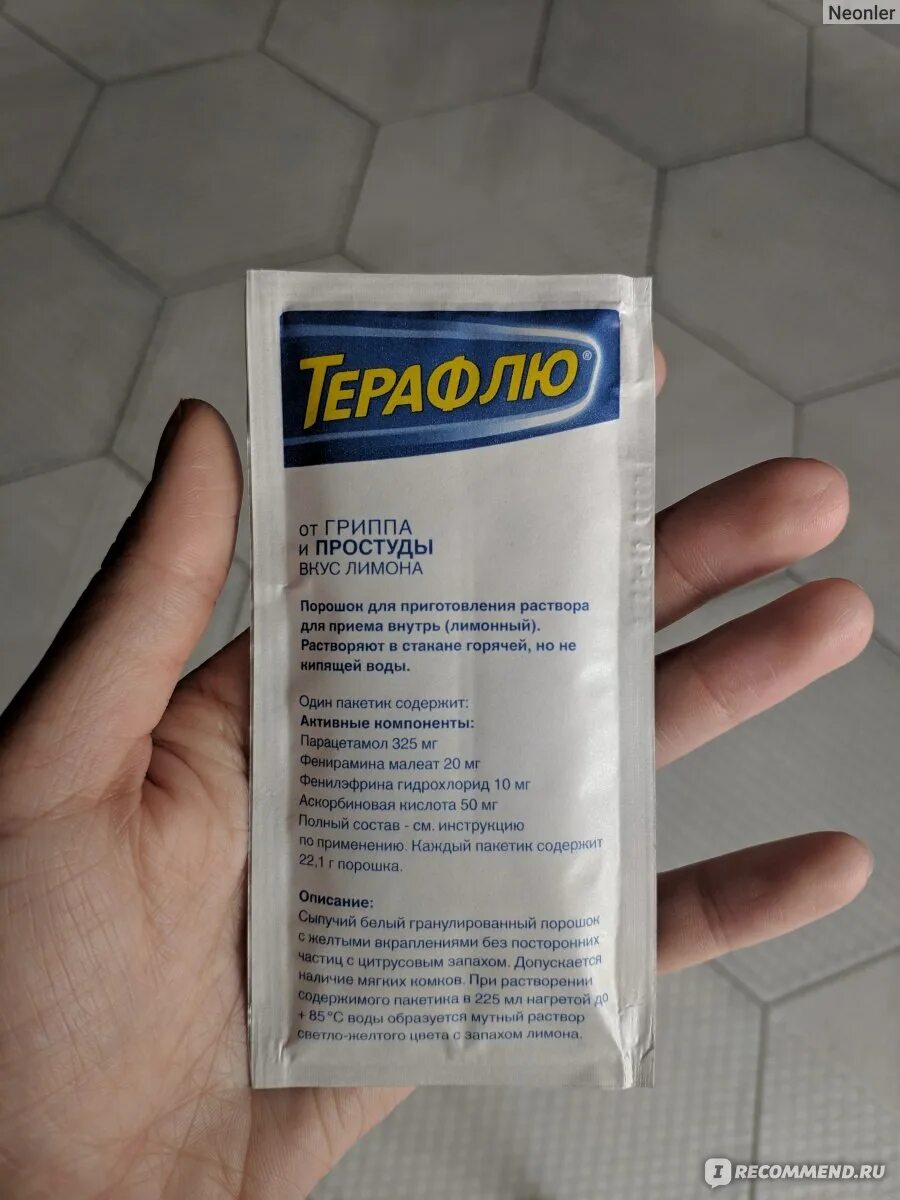 Neonler
ТЕРАФЛЮ®
от ГРИППА
и ПРОСТУДЫ
ВКУС ЛИМОНА
Порошок для приготовления раствора
для приема внутрь (лимонный).
Растворяют в стакане горячей, но не
кипящей воды.
Один пакетик содержит:
Активные компоненты:
Парацетамол 325 мг
Фенирамина малеат 20 мг
Фенилэфрина гидрохлорид 10 мг
Аскорбиновая кислота 50 мг
Полный состав - см. инструкцию
по применению. Каждый пакетик содержит
22,1 г порошка.
Описание:
Сыпучий белый гранулированный порошок
с желтыми вкраплениями без посторонних
частиц с цитрусовым запахом. Допускается
наличие мягких комков. При растворении
содержимого пакетика в 225 мл нагретой до
+ 85°C воды образуется мутный раствор
светло-желтого цвета с запахом лимона.
IRECOMMEND.RU